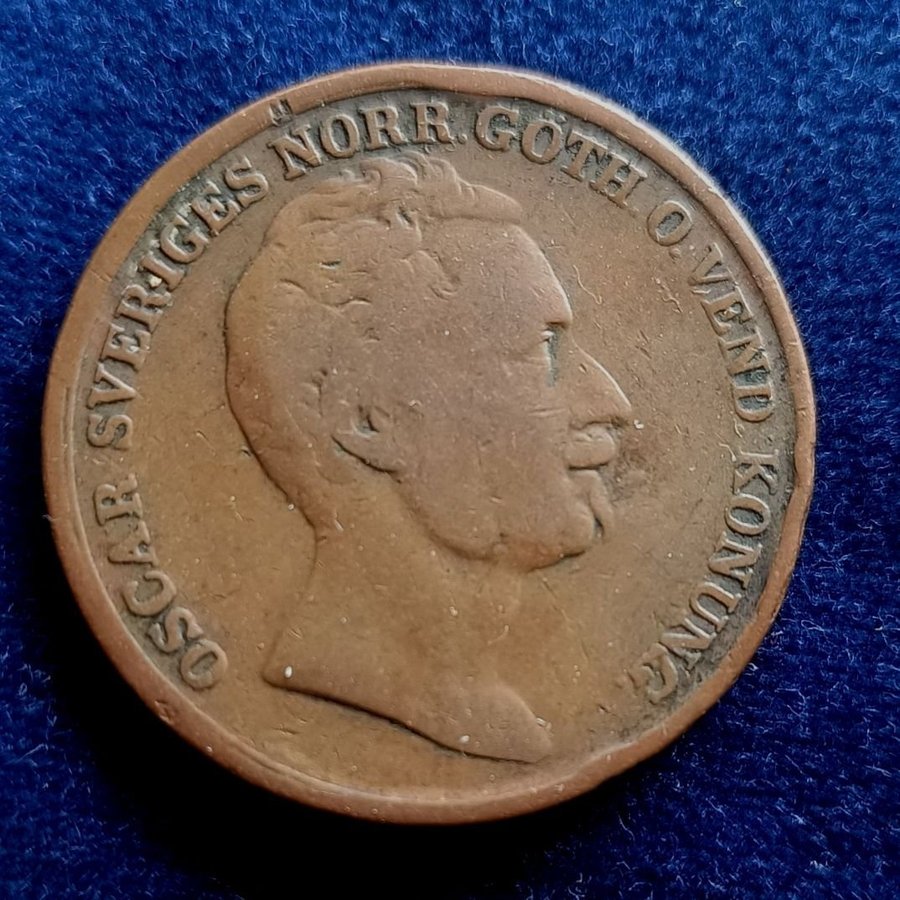 OSCAR SVERIGES NORR. GÖTH. O. VEND. KONUNG.